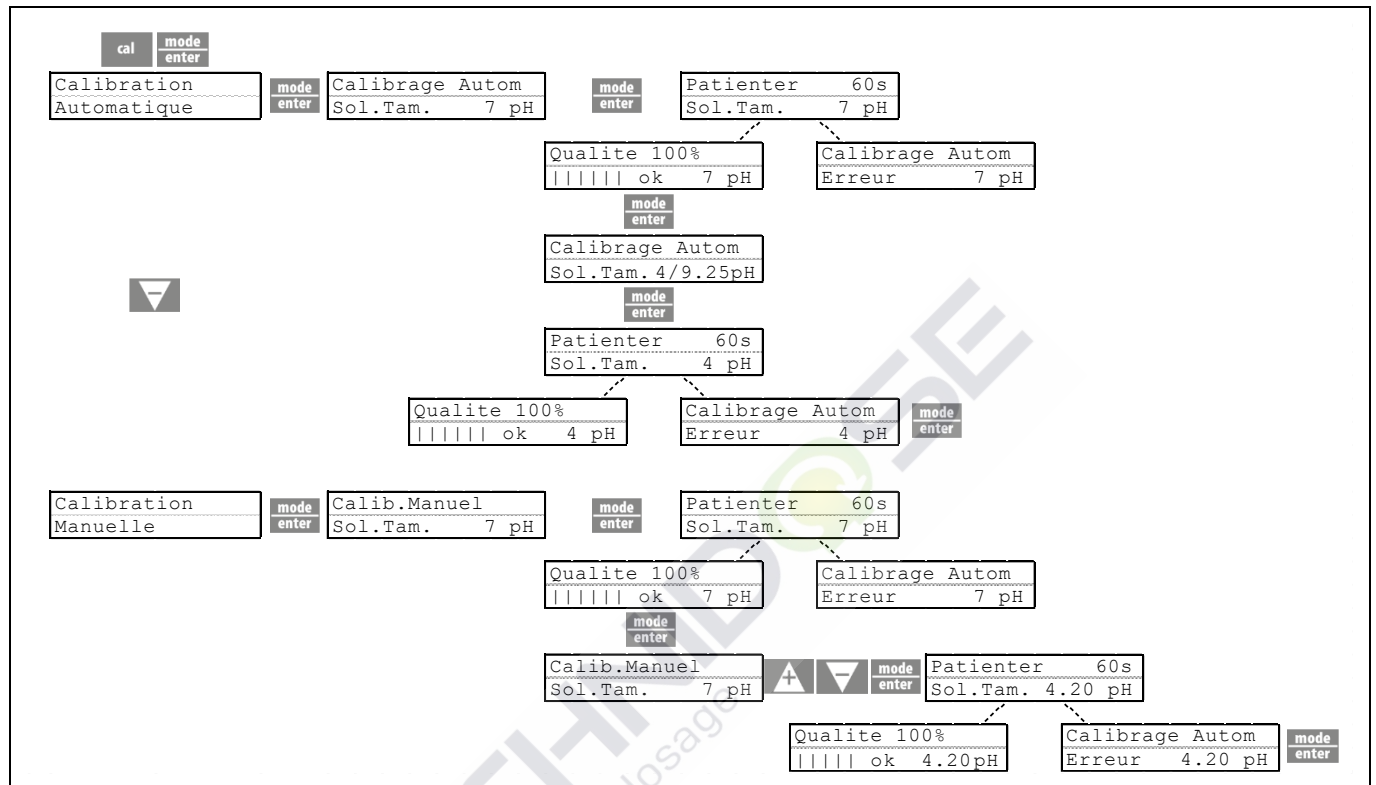 cal mode enter
Calibration
Automatique
mode enter
Calibrage Autom
Sol.Tam. 7 pH
mode enter
Patienter 60s
Sol.Tam. 7 pH
Qualite 100%
|||||| ok 7 pH
Calibrage Autom
Erreur 7 pH
mode enter
Calibrage Autom
Sol.Tam. 4/9.25pH
mode enter
Patienter 60s
Sol.Tam. 4 pH
Qualite 100%
|||||| ok 4 pH
Calibrage Autom
Erreur 4 pH
mode enter
Calibration
Manuelle
mode enter
Calib.Manuel
Sol.Tam. 7 pH
mode enter
Patienter 60s
Sol.Tam. 7 pH
Qualite 100%
|||||| ok 7 pH
Calibrage Autom
Erreur 7 pH
mode enter
Calib.Manuel
Sol.Tam. 7 pH
+ − mode enter
Patienter 60s
Sol.Tam. 4.20 pH
Qualite 100%
||||| ok 4.20pH
Calibrage Autom
Erreur 4.20 pH
mode enter